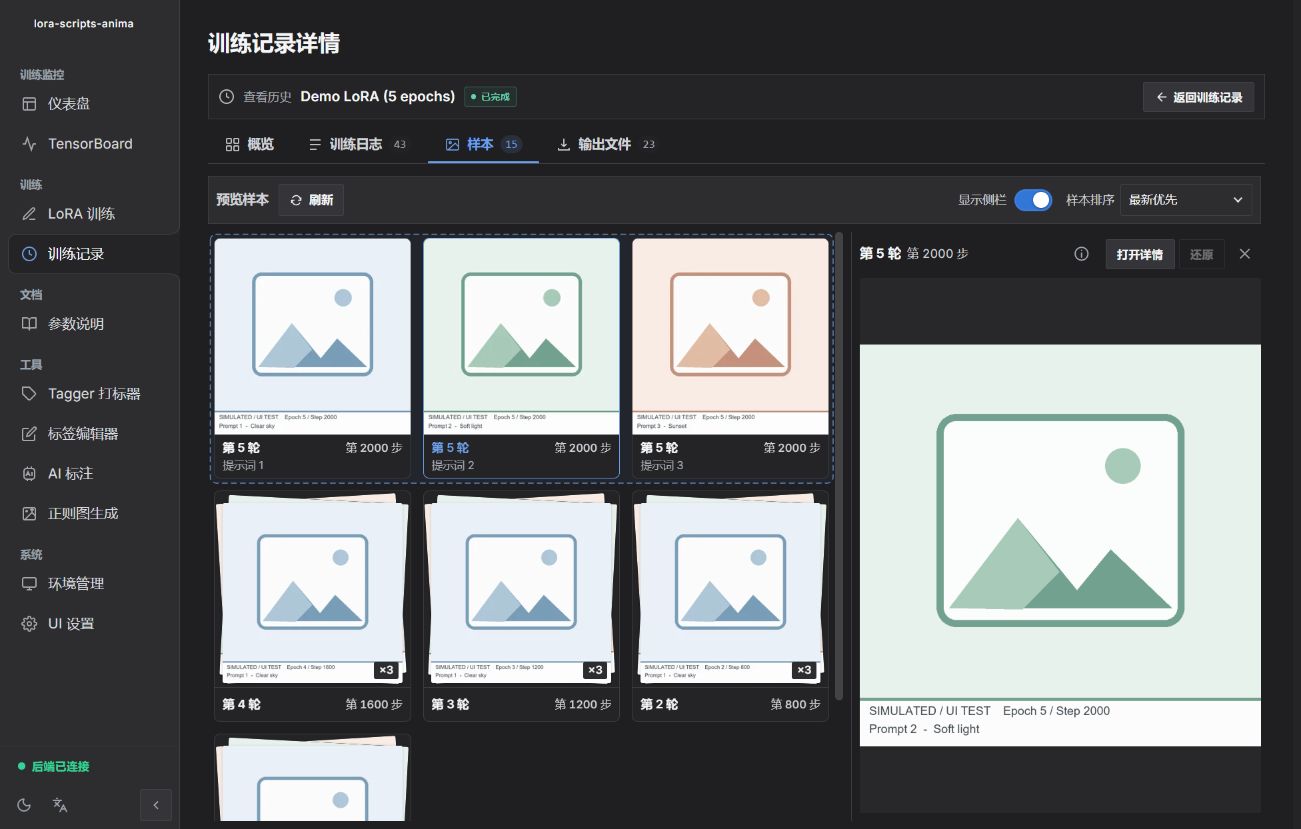 lora-scripts-anima
训练监控
仪表盘
TensorBoard
训练
LoRA 训练
训练记录
文档
参数说明
工具
Tagger 打标器
标签编辑器
AI 标注
正则图生成
系统
环境管理
UI 设置
后端已连接
训练记录详情
查看历史 Demo LoRA (5 epochs) 已完成
返回训练记录
概览 训练日志 43 样本 15 输出文件 23
预览样本 刷新
显示侧栏 样本排序 最新优先
SIMULATED / UI TEST Epoch 5 / Step 2000
Prompt 1 - Clear sky
第 5 轮 第 2000 步
提示词 1
SIMULATED / UI TEST Epoch 5 / Step 2000
Prompt 2 - Soft light
第 5 轮 第 2000 步
提示词 2
SIMULATED / UI TEST Epoch 5 / Step 2000
Prompt 3 - Sunset
第 5 轮 第 2000 步
提示词 3
SIMULATED / UI TEST Epoch 4 / Step 1600
Prompt 1 - Clear sky
×3
第 4 轮 第 1600 步
SIMULATED / UI TEST Epoch 3 / Step 1200
Prompt 1 - Clear sky
×3
第 3 轮 第 1200 步
SIMULATED / UI TEST Epoch 2 / Step 800
Prompt 1 - Clear sky
×3
第 2 轮 第 800 步
第 5 轮 第 2000 步
打开详情 还原
SIMULATED / UI TEST Epoch 5 / Step 2000
Prompt 2 - Soft light